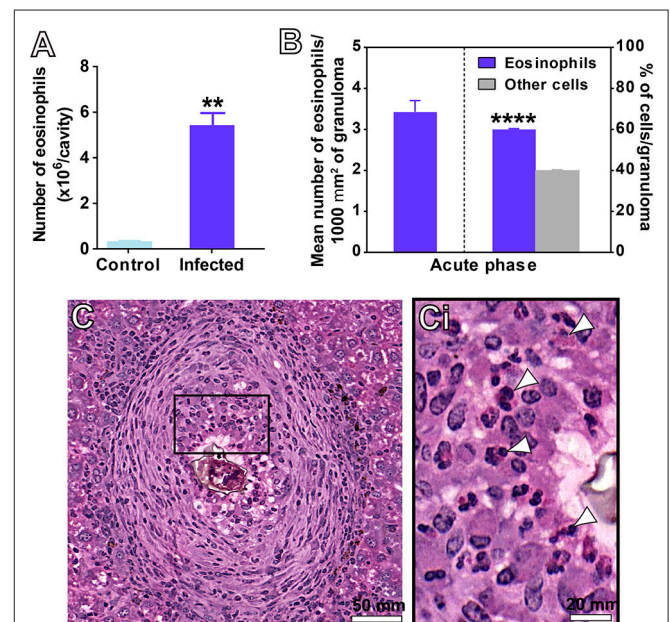 A
Number of eosinophils
(x10⁶/cavity)
8
6
4
2
0
**
Control Infected
B
Mean number of eosinophils/
1000 mm² of granuloma
5
4
3
2
1
0
Eosinophils
Other cells
****
100
80
60
40
20
0
% of cells/granuloma
Acute phase
C
50 mm
Ci
20 mm